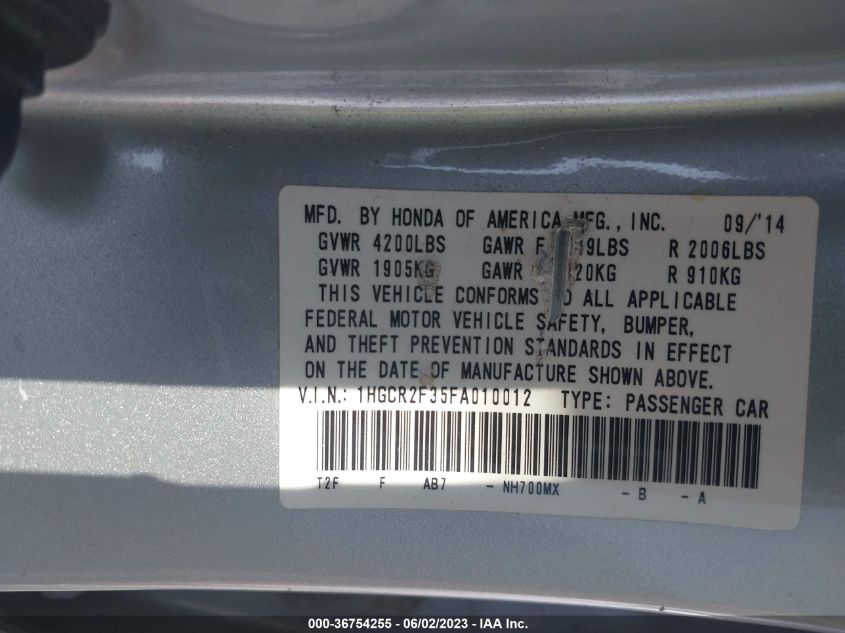 MFD. BY HONDA OF AMERICA MFG., INC. 09/'14
GVWR 4200LBS GAWR F R 2006LBS
GVWR 1905KG GAWR R 910KG
THIS VEHICLE CONFORMS TO ALL APPLICABLE
FEDERAL MOTOR VEHICLE SAFETY, BUMPER,
AND THEFT PREVENTION STANDARDS IN EFFECT
ON THE DATE OF MANUFACTURE SHOWN ABOVE.
V.I.N.: 1HGCR2F35FA010012 TYPE: PASSENGER CAR
T2F F AB7 - NH700MX - B - A
000-36754255 - 06/02/2023 - IAA Inc.